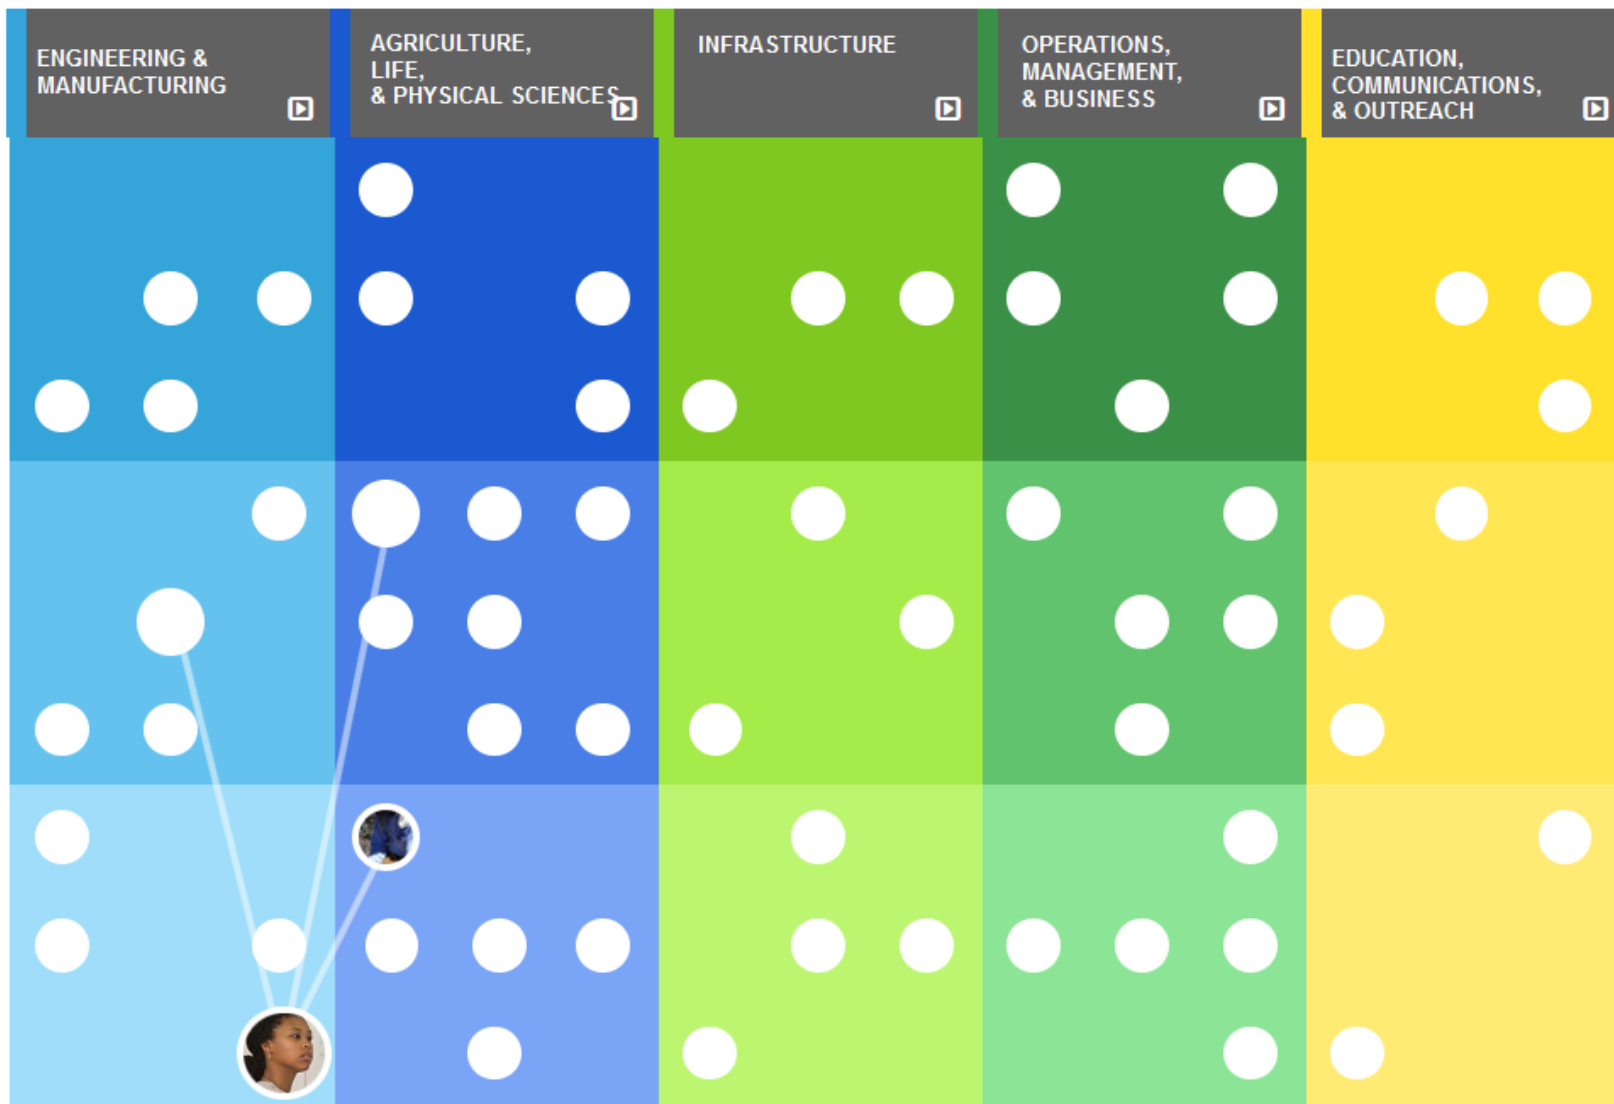 ENGINEERING &
MANUFACTURING
AGRICULTURE,
LIFE,
& PHYSICAL SCIENCES
INFRASTRUCTURE
OPERATIONS,
MANAGEMENT,
& BUSINESS
EDUCATION,
COMMUNICATIONS,
& OUTREACH